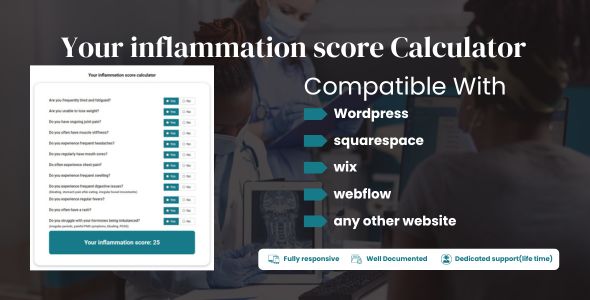 Your inflammation score Calculator
Your inflammation score calculator
Are you frequently tired and fatigued?
Yes No
Are you unable to lose weight?
Yes No
Do you have ongoing joint pain?
Yes No
Do you often have muscle stiffness?
Yes No
Do you experience frequent headaches?
Yes No
Do you regularly have mouth sores?
Yes No
Do often experience chest pain?
Yes No
Do you experience frequent swelling?
Yes No
Do you experience frequent digestive issues?
Yes No
(Bloating, stomach pain after eating, irregular bowel movements)
Do you experience regular fevers?
Yes No
Do you often have a rash?
Yes No
Do you struggle with your hormones being imbalanced?
Yes No
(Irregular periods, painful PMS symptoms, bloating, PCOS)
Your inflammation score: 25
Compatible With
Wordpress
squarespace
wix
webflow
any other website
Fully responsive
Well Documented
Dedicated support(life time)